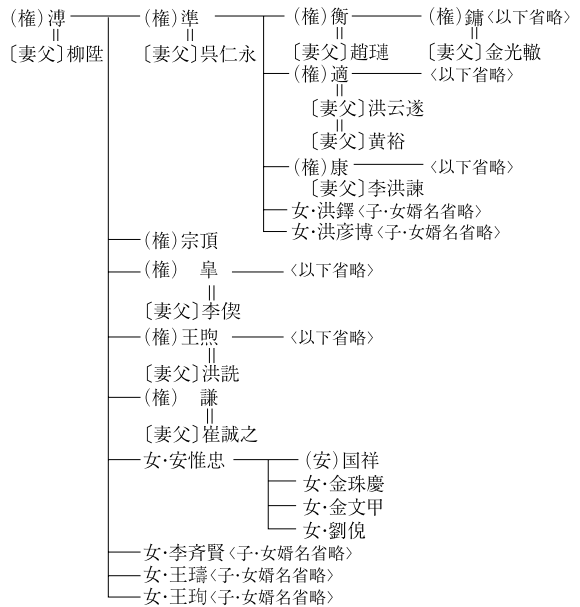 (権)溥 (権)準 (権)衡 (権)鏞〈以下省略〉
〔妻父〕柳陞 〔妻父〕呉仁永 〔妻父〕趙璉 〔妻父〕金光轍
(権)適 〈以下省略〉
〔妻父〕洪云遂
〔妻父〕黄裕
(権)康 〈以下省略〉
〔妻父〕李洪諫
女・洪鐸〈子・女婿名省略〉
女・洪彦博〈子・女婿名省略〉
(権)宗頂
(権) 皐 〈以下省略〉
〔妻父〕李偰
(権)王煦 〈以下省略〉
〔妻父〕洪詵
(権) 謙
〔妻父〕崔誠之
女・安惟忠 (安)国祥
女・金珠慶
女・金文甲
女・劉倪
女・李斉賢〈子・女婿名省略〉
女・王璹〈子・女婿名省略〉
女・王珣〈子・女婿名省略〉